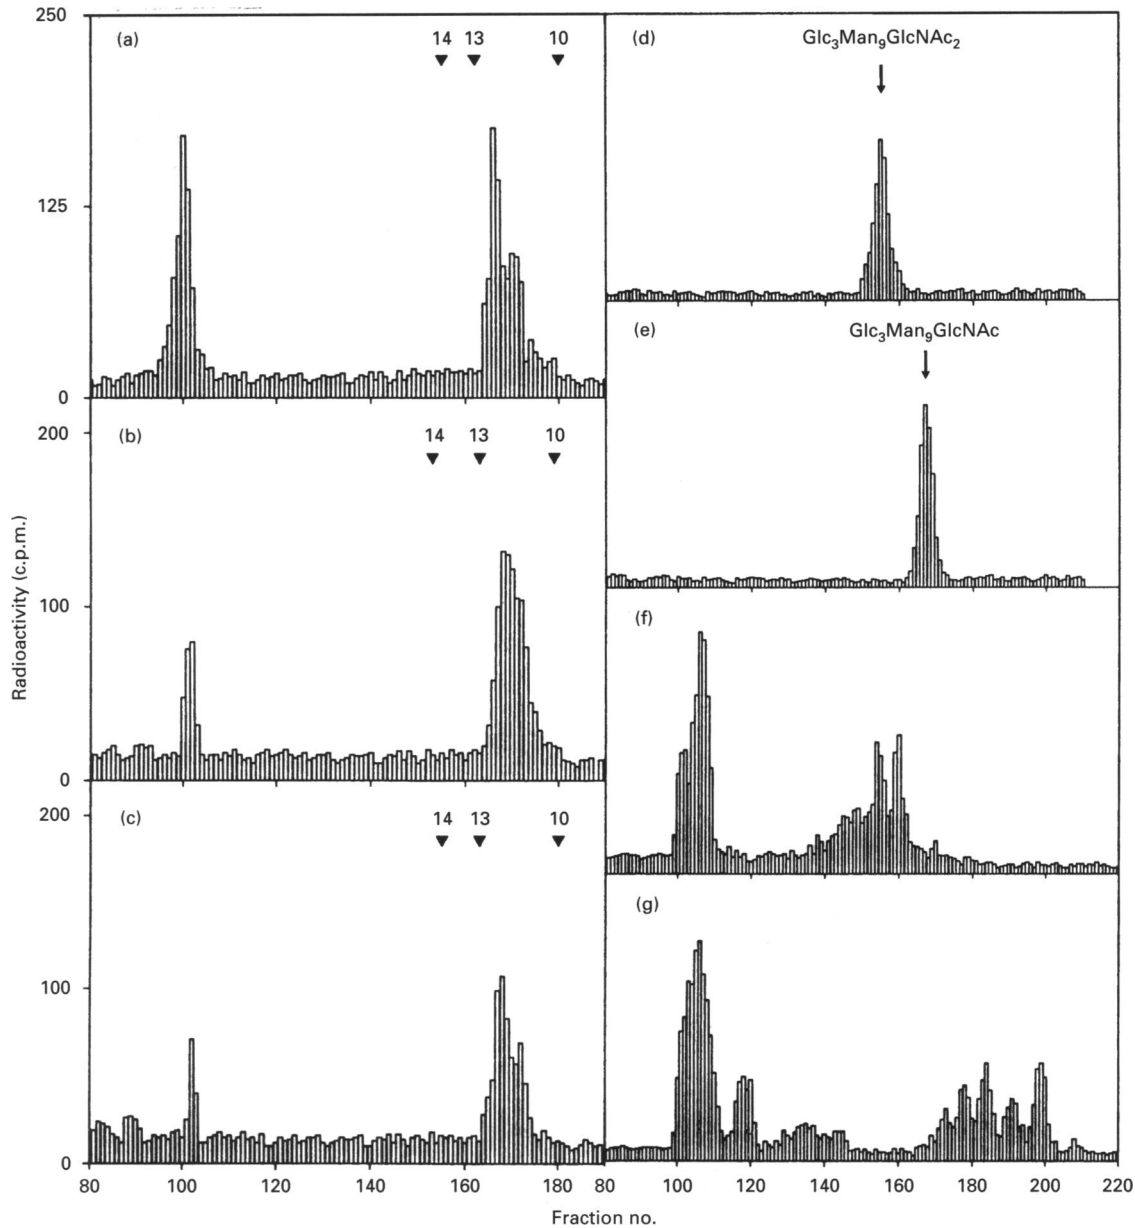 250
(a)
14 13 10
125
0
200
(b)
14 13 10
100
0
200
(c)
14 13 10
100
0
80 100 120 140 160 180
(d)
Glc₃Man₉GlcNAc₂
(e)
Glc₃Man₉GlcNAc
(f)
(g)
80 100 120 140 160 180 200 220
Radioactivity (c.p.m.)
Fraction no.